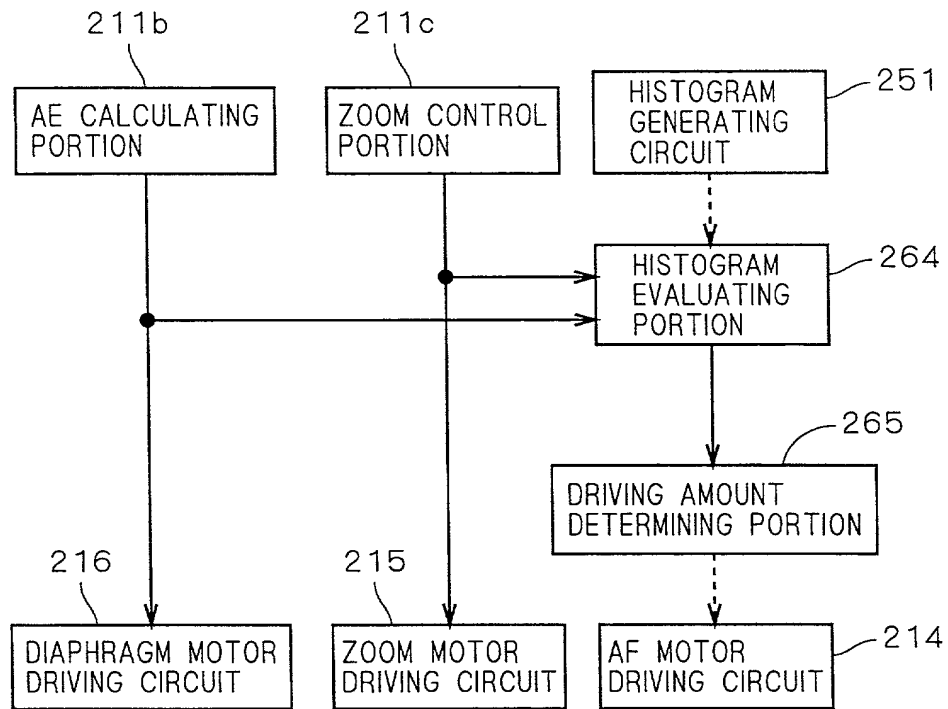 211b
211c
AE CALCULATING
PORTION
ZOOM CONTROL
PORTION
HISTOGRAM
GENERATING
CIRCUIT
251
HISTOGRAM
EVALUATING
PORTION
264
265
DRIVING AMOUNT
DETERMINING PORTION
216
215
DIAPHRAGM MOTOR
DRIVING CIRCUIT
ZOOM MOTOR
DRIVING CIRCUIT
AF MOTOR
DRIVING CIRCUIT
214